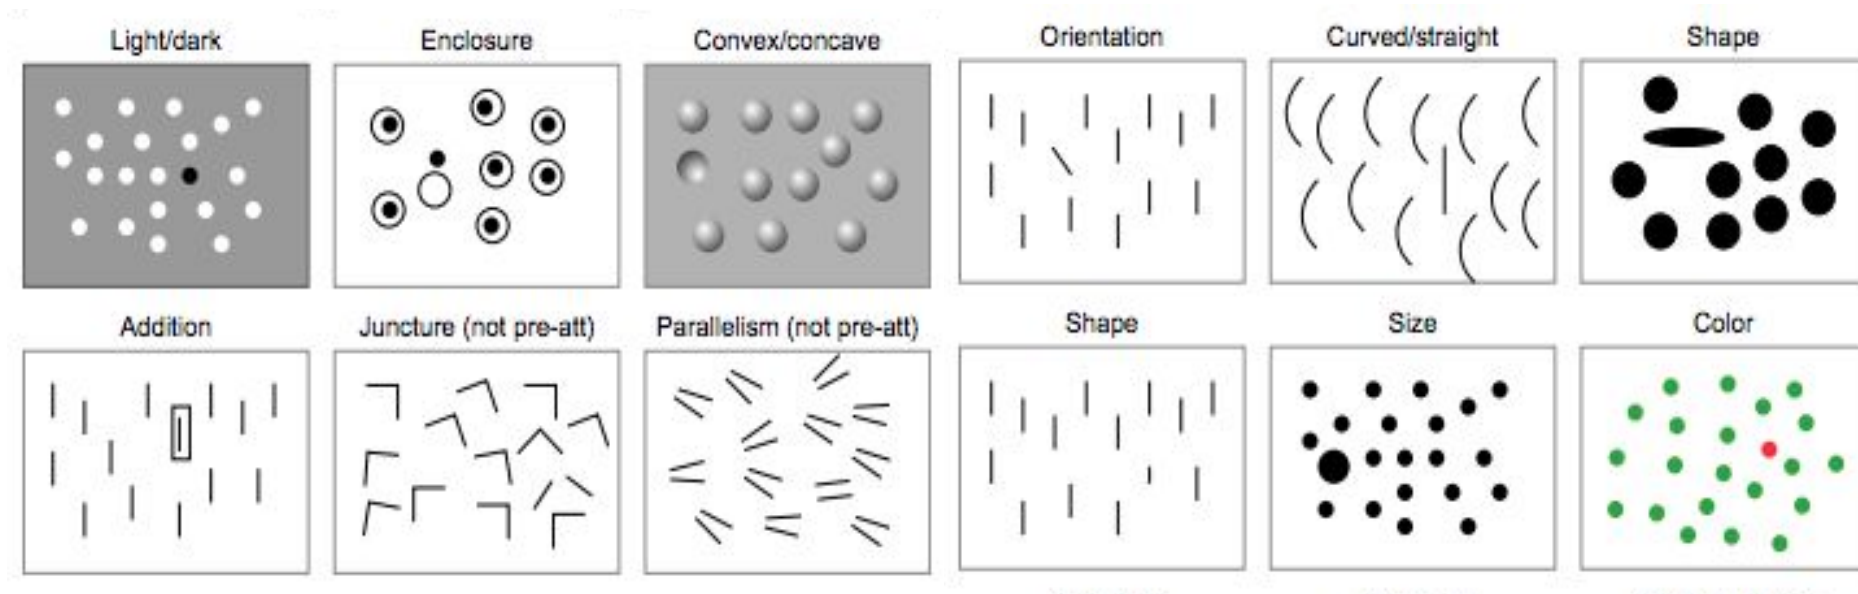 Light/dark
Enclosure
Convex/concave
Orientation
Curved/straight
Shape
Addition
Juncture (not pre-att)
Parallelism (not pre-att)
Shape
Size
Color